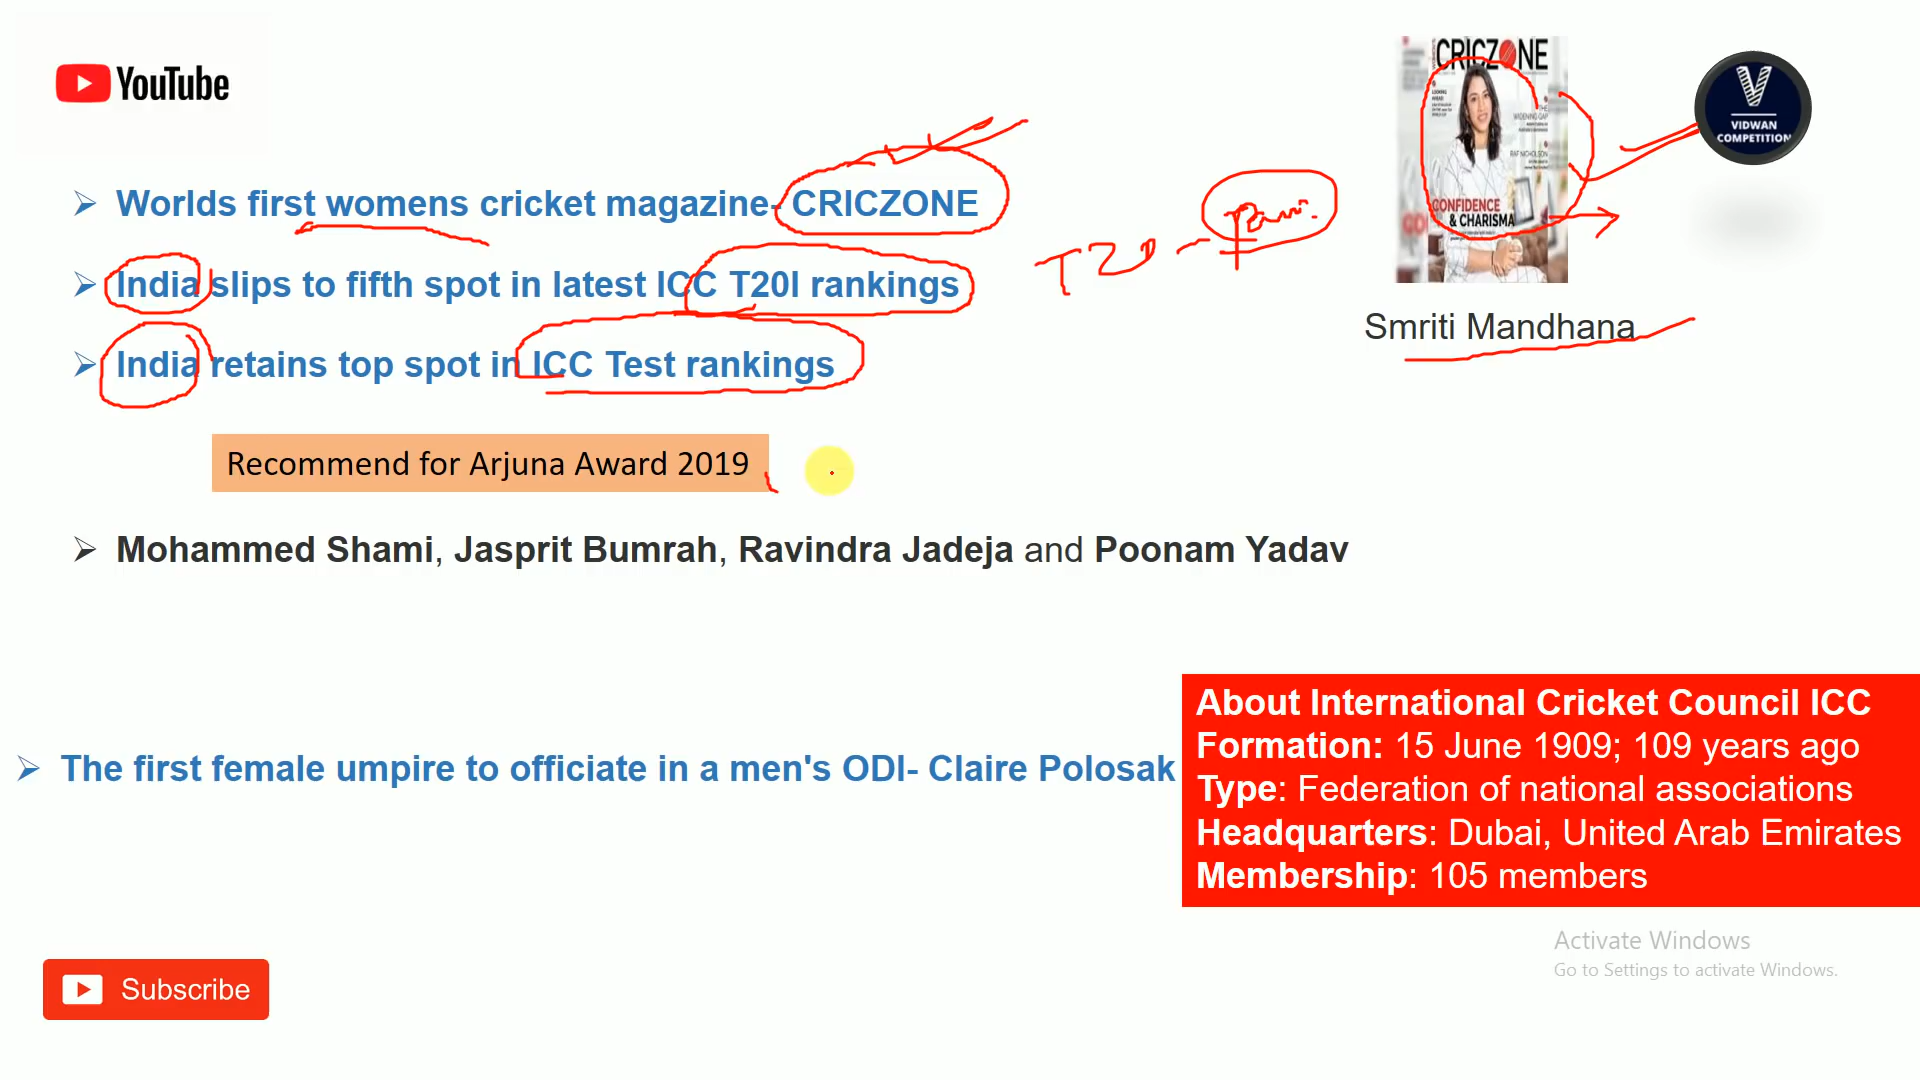 YouTube
CRICZONE
CONFIDENCE
& CHARISMA
V
VIDWAN
COMPETITION
Worlds first womens cricket magazine- CRICZONE
India slips to fifth spot in latest ICC T20I rankings
T20 -
Smriti Mandhana
India retains top spot in ICC Test rankings
Recommend for Arjuna Award 2019
Mohammed Shami, Jasprit Bumrah, Ravindra Jadeja and Poonam Yadav
The first female umpire to officiate in a men's ODI- Claire Polosak
About International Cricket Council ICC
Formation: 15 June 1909; 109 years ago
Type: Federation of national associations
Headquarters: Dubai, United Arab Emirates
Membership: 105 members
Activate Windows
Go to Settings to activate Windows.
Subscribe